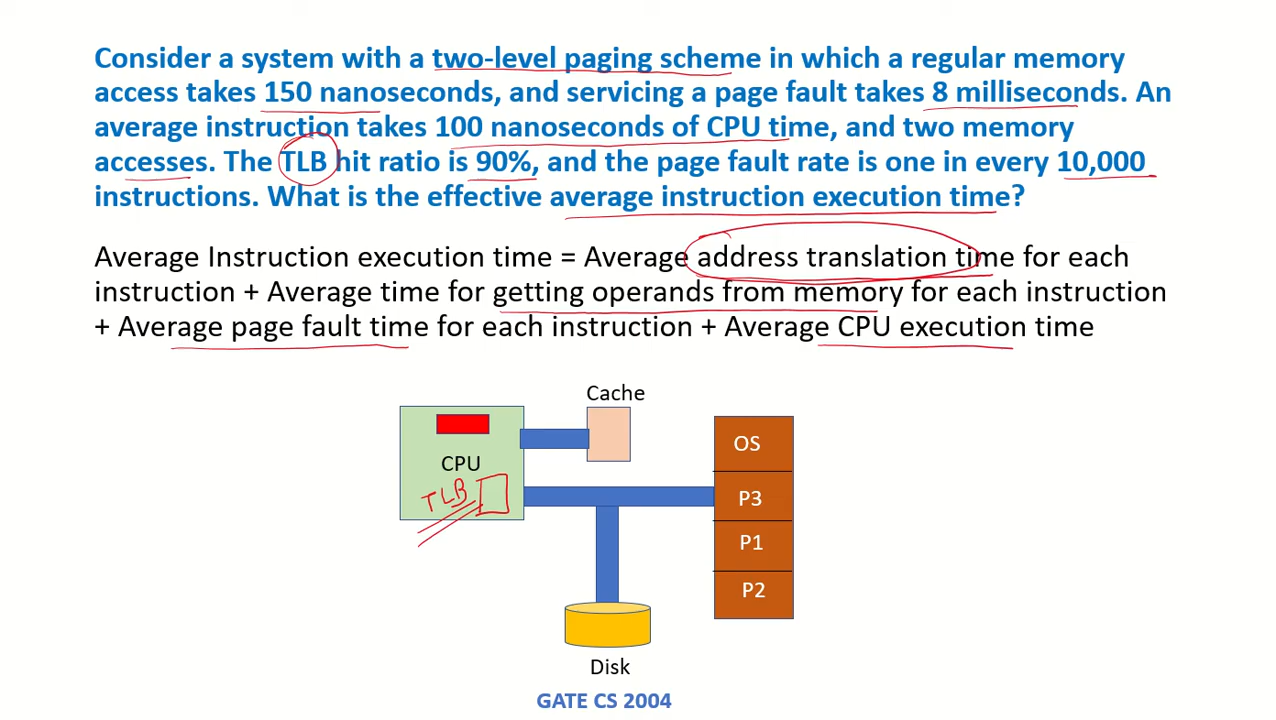 Consider a system with a two-level paging scheme in which a regular memory
access takes 150 nanoseconds, and servicing a page fault takes 8 milliseconds. An
average instruction takes 100 nanoseconds of CPU time, and two memory
accesses. The TLB hit ratio is 90%, and the page fault rate is one in every 10,000
instructions. What is the effective average instruction execution time?
Average Instruction execution time = Average address translation time for each
instruction + Average time for getting operands from memory for each instruction
+ Average page fault time for each instruction + Average CPU execution time
Cache
OS
CPU
TLB
P3
P1
P2
Disk
GATE CS 2004